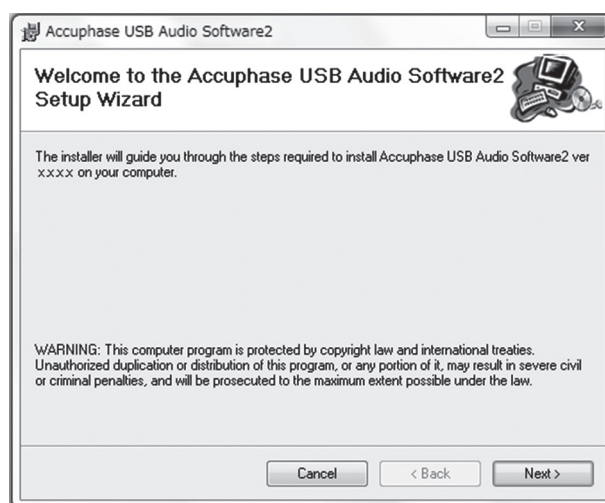 Accuphase USB Audio Software2
Welcome to the Accuphase USB Audio Software2
Setup Wizard
The installer will guide you through the steps required to install Accuphase USB Audio Software2 ver
xxxx on your computer.
WARNING: This computer program is protected by copyright law and international treaties.
Unauthorized duplication or distribution of this program, or any portion of it, may result in severe civil
or criminal penalties, and will be prosecuted to the maximum extent possible under the law.
Cancel
< Back
Next >